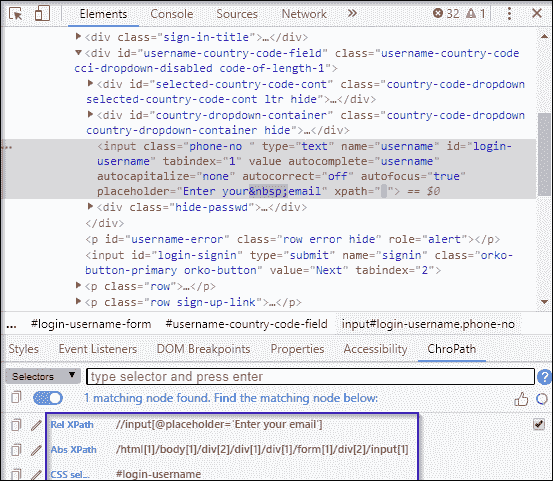 Elements Console Sources Network » 32 1
<div class="sign-in-title">…</div>
<div id="username-country-code-field" class="username-country-code
cci-dropdown-disabled code-of-length-1">
<div id="selected-country-code-cont" class="country-code-dropdown
selected-country-code-cont ltr hide">…</div>
<div id="country-dropdown-container" class="country-code-dropdown
country-dropdown-container hide">…</div>
… <input class="phone-no " type="text" name="username" id="login-
username" tabindex="1" value autocomplete="username"
autocapitalize="none" autocorrect="off" autofocus="true"
placeholder="Enter your&nbsp;email" xpath=" "> == $0
<div class="hide-passwd">…</div>
</div>
<p id="username-error" class="row error hide" role="alert"></p>
<input id="login-signin" type="submit" name="signin" class="orko-
button-primary orko-button" value="Next" tabindex="2">
<p class="row">…</p>
<p class="row sign-up-link">…</p>
... #login-username-form #username-country-code-field input#login-username.phone-no
Styles Event Listeners DOM Breakpoints Properties Accessibility ChroPath
Selectors type selector and press enter ?
1 matching node found. Find the matching node below:
Rel XPath //input[@placeholder='Enter your email']
Abs XPath /html[1]/body[1]/div[2]/div[1]/div[1]/form[1]/div[2]/input[1]
CSS sel... #login-username